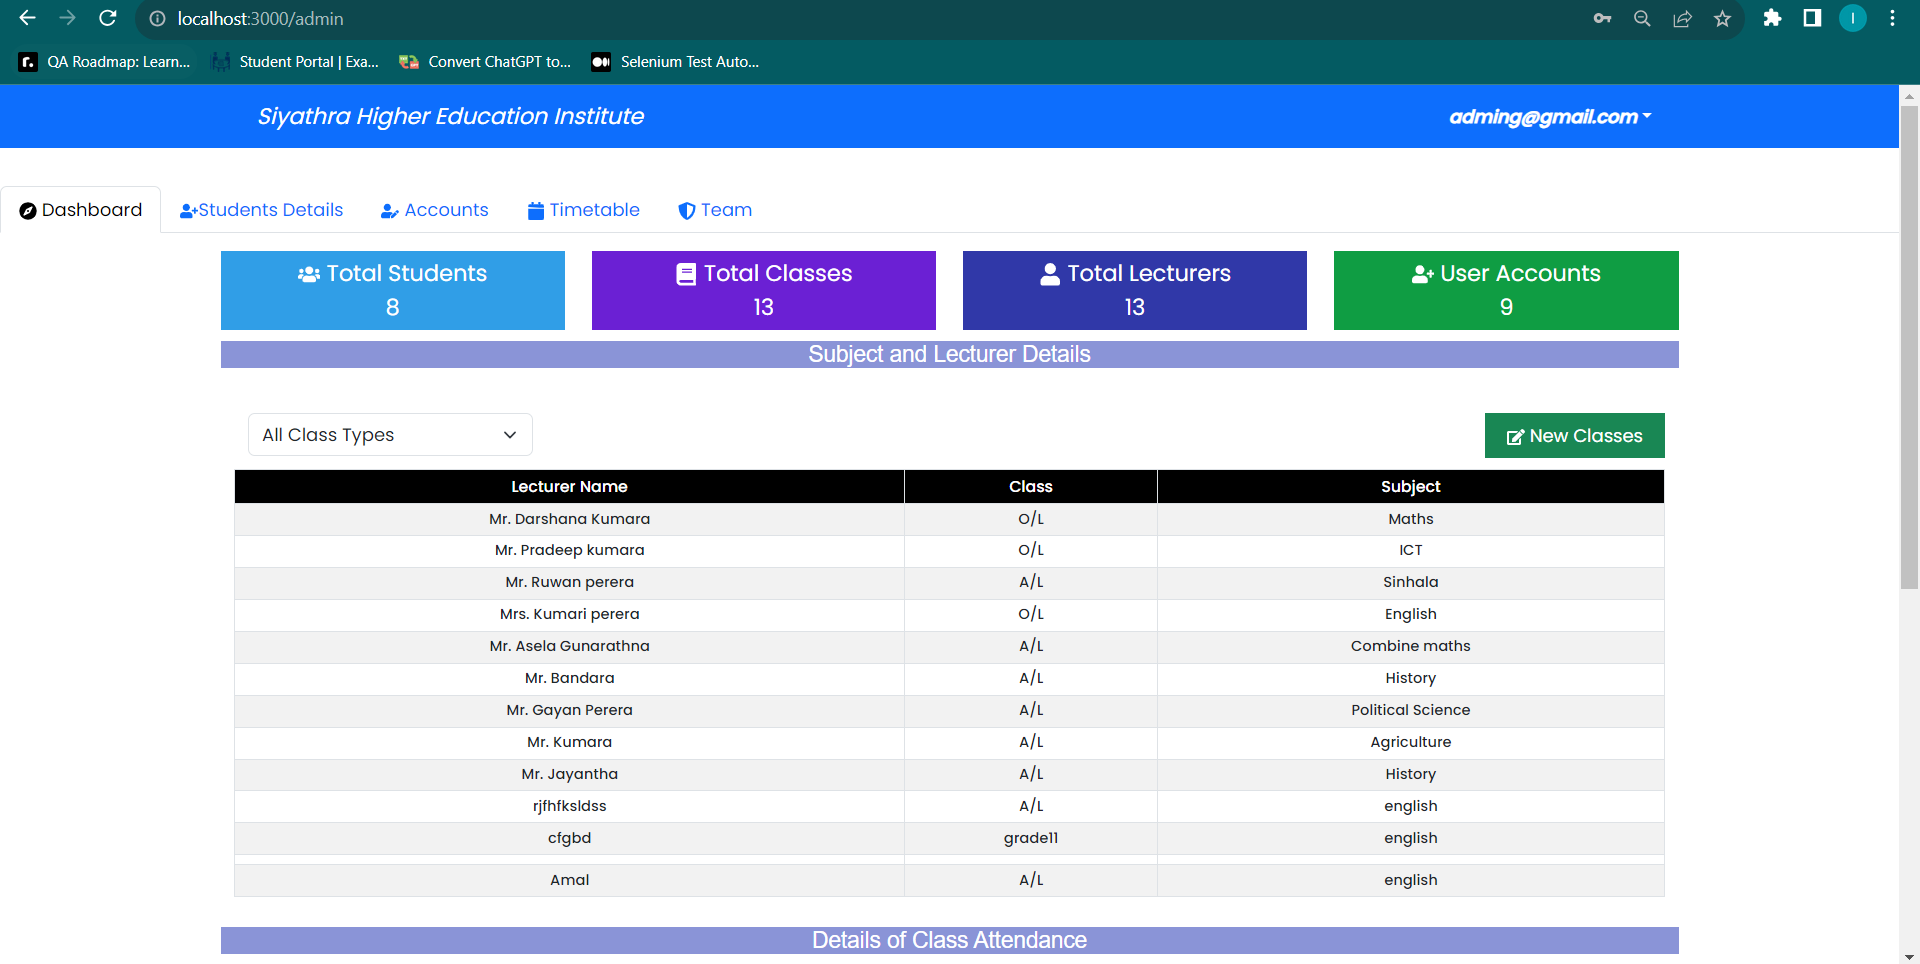 localhost:3000/admin
I
QA Roadmap: Learn... Student Portal | Exa... Convert ChatGPT to... Selenium Test Auto...
Siyathra Higher Education Institute adming@gmail.com
Dashboard Students Details Accounts Timetable Team
Total Students Total Classes Total Lecturers User Accounts
8 13 13 9
Subject and Lecturer Details
All Class Types New Classes
Lecturer Name Class Subject
Mr. Darshana Kumara O/L Maths
Mr. Pradeep kumara O/L ICT
Mr. Ruwan perera A/L Sinhala
Mrs. Kumari perera O/L English
Mr. Asela Gunarathna A/L Combine maths
Mr. Bandara A/L History
Mr. Gayan Perera A/L Political Science
Mr. Kumara A/L Agriculture
Mr. Jayantha A/L History
rjfhfksldss A/L english
cfgbd grade11 english
Amal A/L english
Details of Class Attendance